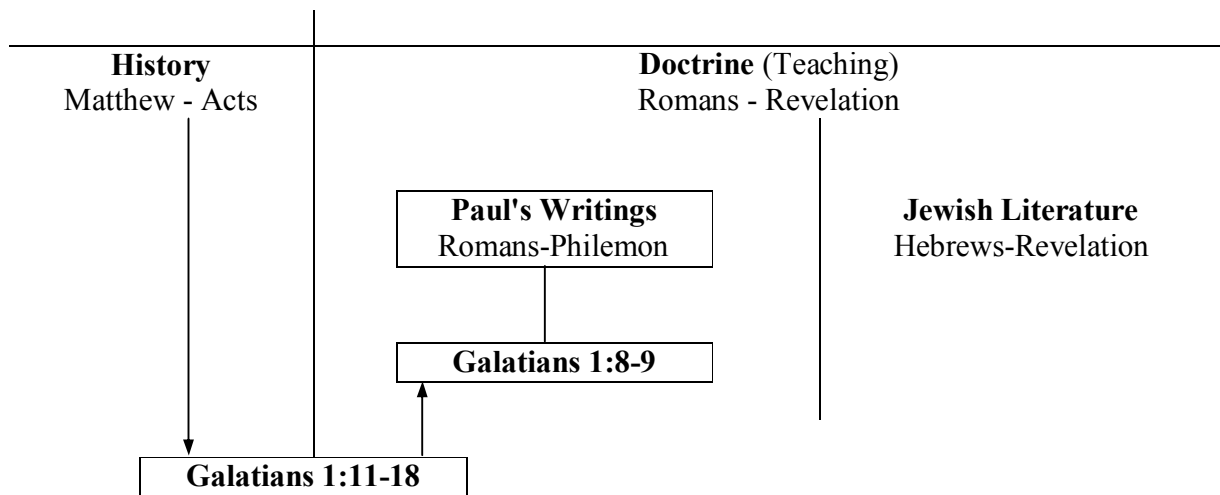 History
Matthew - Acts
Doctrine (Teaching)
Romans - Revelation
Paul's Writings
Romans-Philemon
Jewish Literature
Hebrews-Revelation
Galatians 1:8-9
Galatians 1:11-18